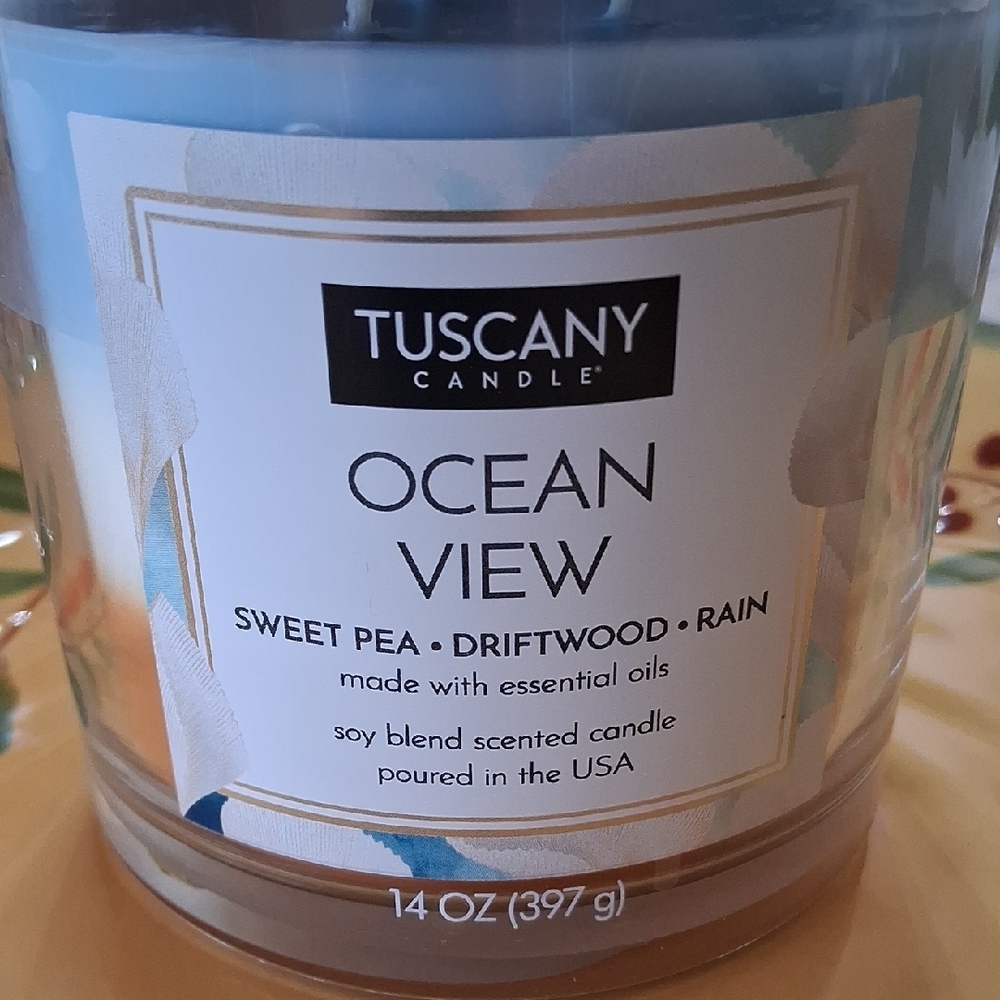 TUSCANY
CANDLE®
OCEAN
VIEW
SWEET PEA • DRIFTWOOD • RAIN
made with essential oils
soy blend scented candle
poured in the USA
14 OZ (397 g)